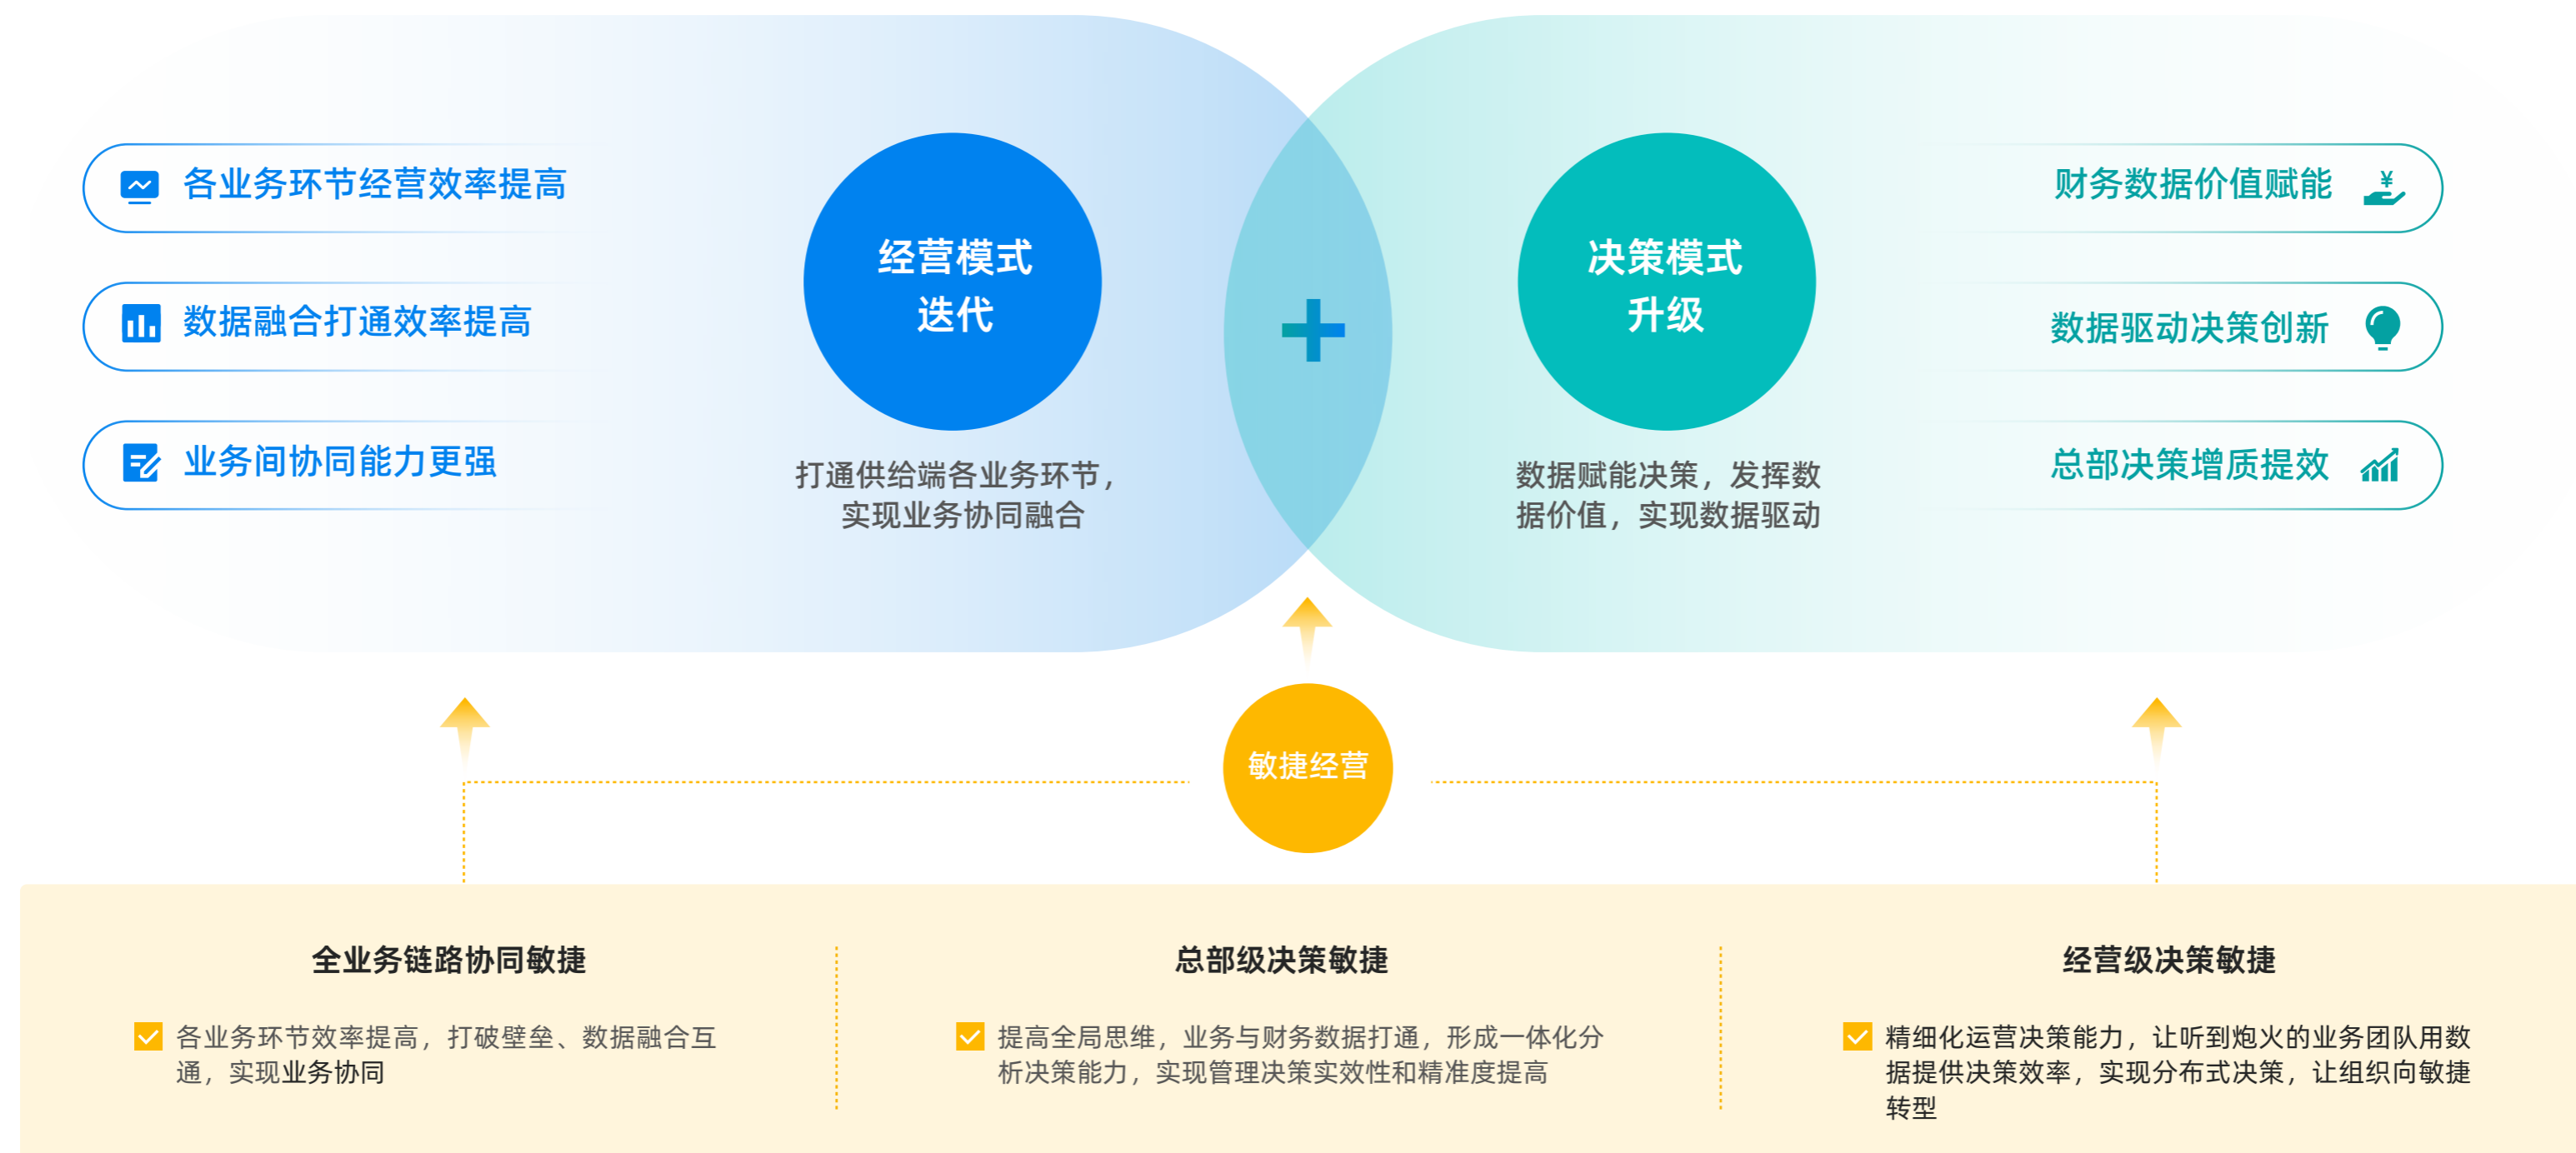 各业务环节经营效率提高
数据融合打通效率提高
业务间协同能力更强
经营模式
迭代
打通供给端各业务环节，
实现业务协同融合
决策模式
升级
数据赋能决策，发挥数
据价值，实现数据驱动
财务数据价值赋能
¥
数据驱动决策创新
总部决策增质提效
敏捷经营
全业务链路协同敏捷
各业务环节效率提高，打破壁垒、数据融合互
通，实现业务协同
总部级决策敏捷
提高全局思维，业务与财务数据打通，形成一体化分
析决策能力，实现管理决策实效性和精准度提高
经营级决策敏捷
精细化运营决策能力，让听到炮火的业务团队用数
据提供决策效率，实现分布式决策，让组织向敏捷
转型